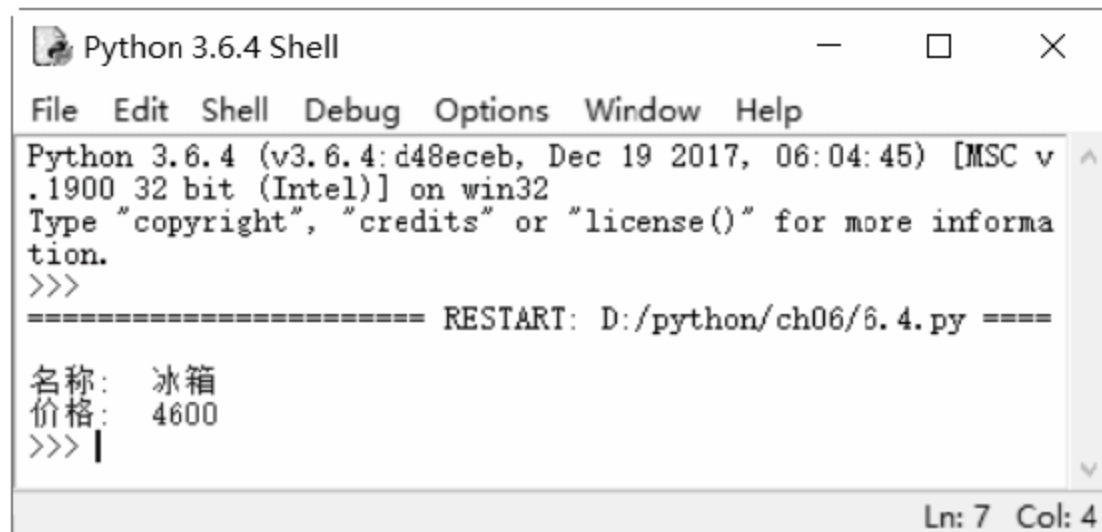 Python 3.6.4 Shell
File Edit Shell Debug Options Window Help
Python 3.6.4 (v3.6.4:d48eceb, Dec 19 2017, 06:04:45) [MSC v
.1900 32 bit (Intel)] on win32
Type "copyright", "credits" or "license()" for more informa
tion.
>>>
======================= RESTART: D:/python/ch06/6.4.py ====
名称: 冰箱
价格: 4600
>>>
Ln: 7 Col: 4